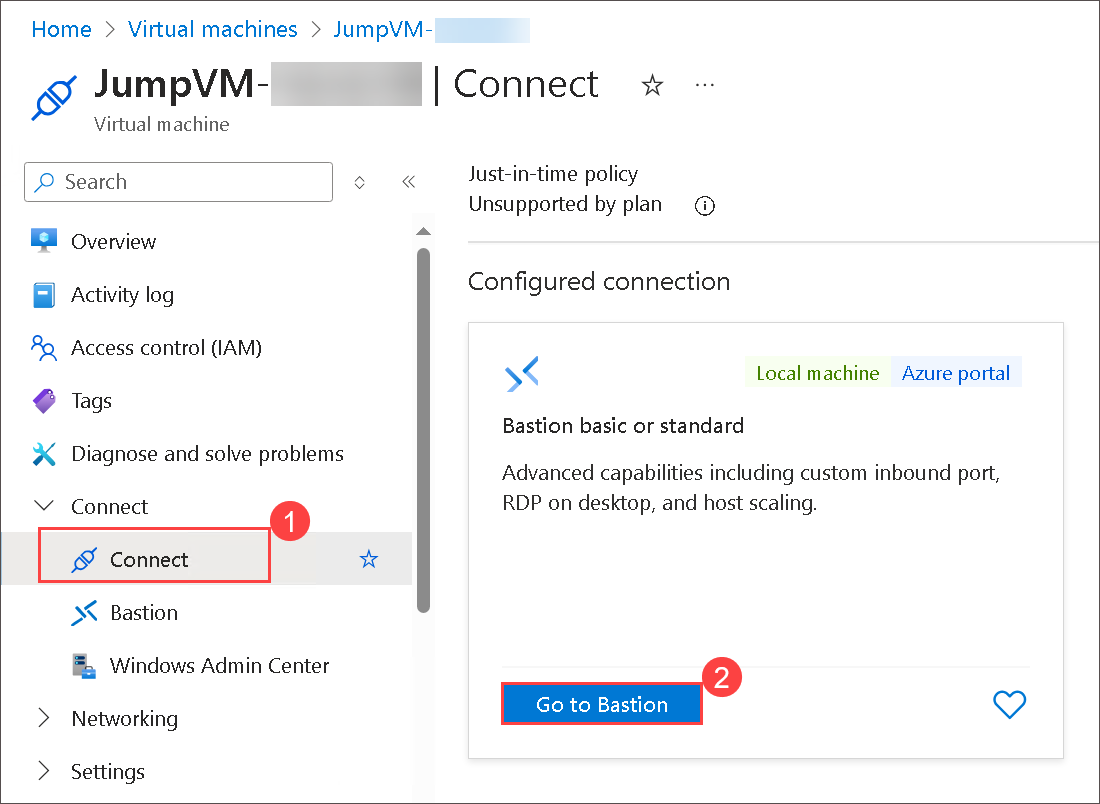 Home > Virtual machines > JumpVM-
JumpVM- | Connect
Virtual machine
Search
Overview
Activity log
Access control (IAM)
Tags
Diagnose and solve problems
Connect
1
Connect
Bastion
Windows Admin Center
Networking
Settings
Just-in-time policy
Unsupported by plan
Configured connection
Local machine Azure portal
Bastion basic or standard
Advanced capabilities including custom inbound port,
RDP on desktop, and host scaling.
2
Go to Bastion